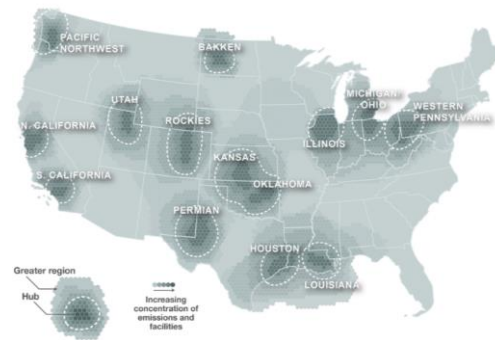 PACIFIC
NORTHWEST
BAKKEN
UTAH
ROCKIES
N. CALIFORNIA
S. CALIFORNIA
KANSAS
OKLAHOMA
PERMIAN
HOUSTON
LOUISIANA
ILLINOIS
MICHIGAN/
OHIO
WESTERN
PENNSYLVANIA
Greater region
Hub
Increasing
concentration of
emissions and
facilities